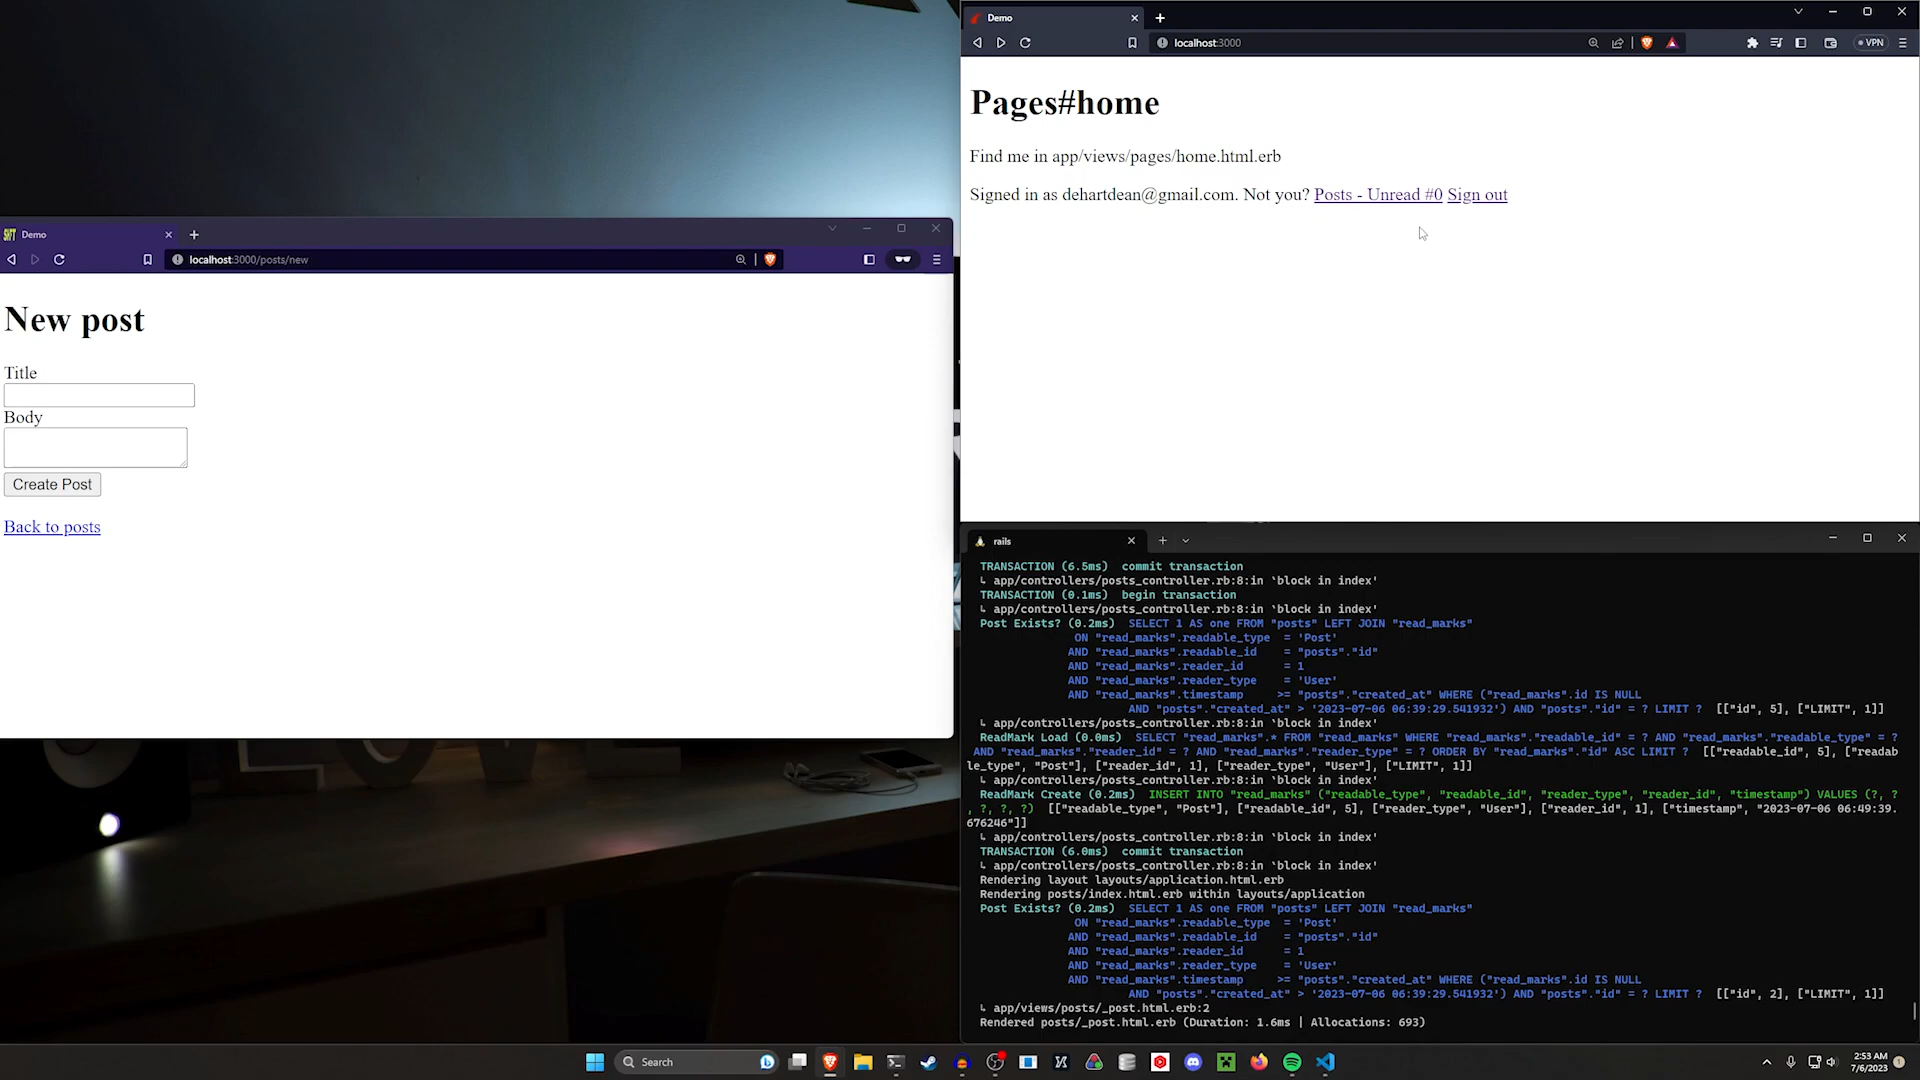 Demo
localhost:3000
VPN
Pages#home
Find me in app/views/pages/home.html.erb
Signed in as dehartdean@gmail.com. Not you? Posts - Unread #0 Sign out
Demo
localhost:3000/posts/new
New post
Title
Body
Create Post
Back to posts
rails
TRANSACTION (6.5ms)  commit transaction
↳ app/controllers/posts_controller.rb:8:in `block in index'
TRANSACTION (0.1ms)  begin transaction
↳ app/controllers/posts_controller.rb:8:in `block in index'
Post Exists? (0.2ms)  SELECT 1 AS one FROM "posts" LEFT JOIN "read_marks"
ON "read_marks".readable_type  = 'Post'
AND "read_marks".readable_id    = "posts"."id"
AND "read_marks".reader_id      = 1
AND "read_marks".reader_type    = 'User'
AND "read_marks".timestamp     >= "posts"."created_at" WHERE ("read_marks".id IS NULL
AND "posts"."created_at" > '2023-07-06 06:39:29.541932') AND "posts"."id" = ? LIMIT ?  [["id", 5], ["LIMIT", 1]]
↳ app/controllers/posts_controller.rb:8:in `block in index'
ReadMark Load (0.0ms)  SELECT "read_marks".* FROM "read_marks" WHERE "read_marks"."readable_id" = ? AND "read_marks"."readable_type" = ?
AND "read_marks"."reader_id" = ? AND "read_marks"."reader_type" = ? ORDER BY "read_marks"."id" ASC LIMIT ?  [["readable_id", 5], ["readab
le_type", "Post"], ["reader_id", 1], ["reader_type", "User"], ["LIMIT", 1]]
↳ app/controllers/posts_controller.rb:8:in `block in index'
ReadMark Create (0.2ms)  INSERT INTO "read_marks" ("readable_type", "readable_id", "reader_type", "reader_id", "timestamp") VALUES (?, ?
, ?, ?, ?)  [["readable_type", "Post"], ["readable_id", 5], ["reader_type", "User"], ["reader_id", 1], ["timestamp", "2023-07-06 06:49:39.
676246"]]
↳ app/controllers/posts_controller.rb:8:in `block in index'
TRANSACTION (6.0ms)  commit transaction
↳ app/controllers/posts_controller.rb:8:in `block in index'
Rendering layout layouts/application.html.erb
Rendering posts/index.html.erb within layouts/application
Post Exists? (0.2ms)  SELECT 1 AS one FROM "posts" LEFT JOIN "read_marks"
ON "read_marks".readable_type  = 'Post'
AND "read_marks".readable_id    = "posts"."id"
AND "read_marks".reader_id      = 1
AND "read_marks".reader_type    = 'User'
AND "read_marks".timestamp     >= "posts"."created_at" WHERE ("read_marks".id IS NULL
AND "posts"."created_at" > '2023-07-06 06:39:29.541932') AND "posts"."id" = ? LIMIT ?  [["id", 2], ["LIMIT", 1]]
↳ app/views/posts/_post.html.erb:2
Rendered posts/_post.html.erb (Duration: 1.6ms | Allocations: 693)
Search
2:53 AM
7/6/2023